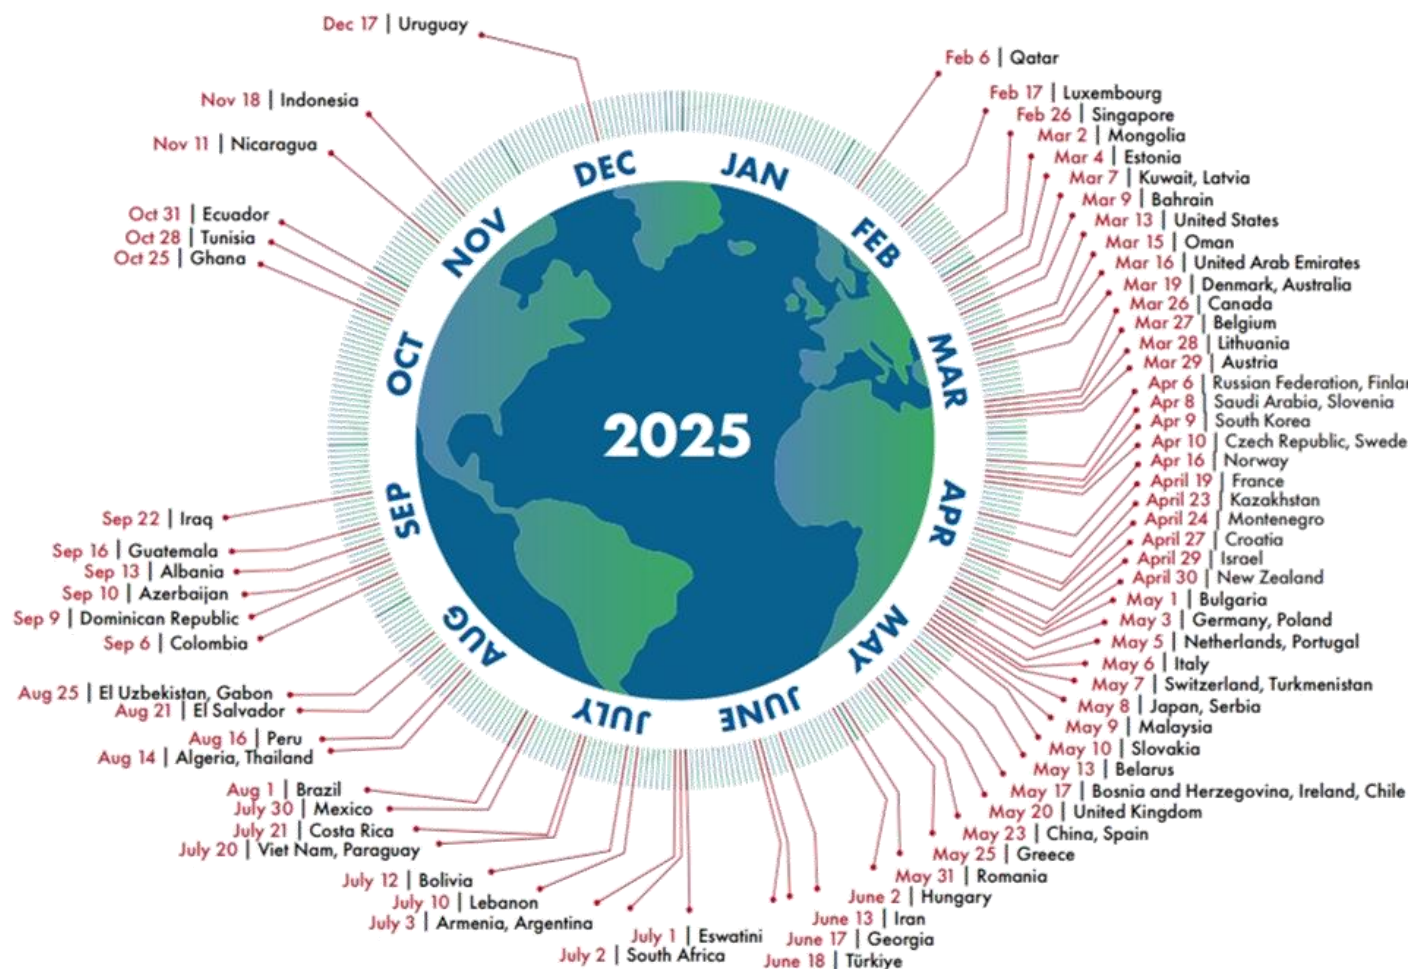 Dec 17 | Uruguay
Nov 18 | Indonesia
Nov 11 | Nicaragua
Oct 31 | Ecuador
Oct 28 | Tunisia
Oct 25 | Ghana
Sep 22 | Iraq
Sep 16 | Guatemala
Sep 13 | Albania
Sep 10 | Azerbaijan
Sep 9 | Dominican Republic
Sep 6 | Colombia
Aug 25 | El Uzbekistan, Gabon
Aug 21 | El Salvador
Aug 16 | Peru
Aug 14 | Algeria, Thailand
Aug 1 | Brazil
July 30 | Mexico
July 21 | Costa Rica
July 20 | Viet Nam, Paraguay
July 12 | Bolivia
July 10 | Lebanon
July 3 | Armenia, Argentina
July 2 | South Africa
July 1 | Eswatini
JAN
FEB
MAR
APR
MAY
JUNE
JULY
AUG
SEP
OCT
NOV
DEC
2025
Feb 6 | Qatar
Feb 17 | Luxembourg
Feb 26 | Singapore
Mar 2 | Mongolia
Mar 4 | Estonia
Mar 7 | Kuwait, Latvia
Mar 9 | Bahrain
Mar 13 | United States
Mar 15 | Oman
Mar 16 | United Arab Emirates
Mar 19 | Denmark, Australia
Mar 26 | Canada
Mar 27 | Belgium
Mar 28 | Lithuania
Mar 29 | Austria
Apr 6 | Russian Federation, Finlan
Apr 8 | Saudi Arabia, Slovenia
Apr 9 | South Korea
Apr 10 | Czech Republic, Swede
Apr 16 | Norway
April 19 | France
April 23 | Kazakhstan
April 24 | Montenegro
April 27 | Croatia
April 29 | Israel
April 30 | New Zealand
May 1 | Bulgaria
May 3 | Germany, Poland
May 5 | Netherlands, Portugal
May 6 | Italy
May 7 | Switzerland, Turkmenistan
May 8 | Japan, Serbia
May 9 | Malaysia
May 10 | Slovakia
May 13 | Belarus
May 17 | Bosnia and Herzegovina, Ireland, Chile
May 20 | United Kingdom
May 23 | China, Spain
May 25 | Greece
May 31 | Romania
June 2 | Hungary
June 13 | Iran
June 17 | Georgia
June 18 | Türkiye